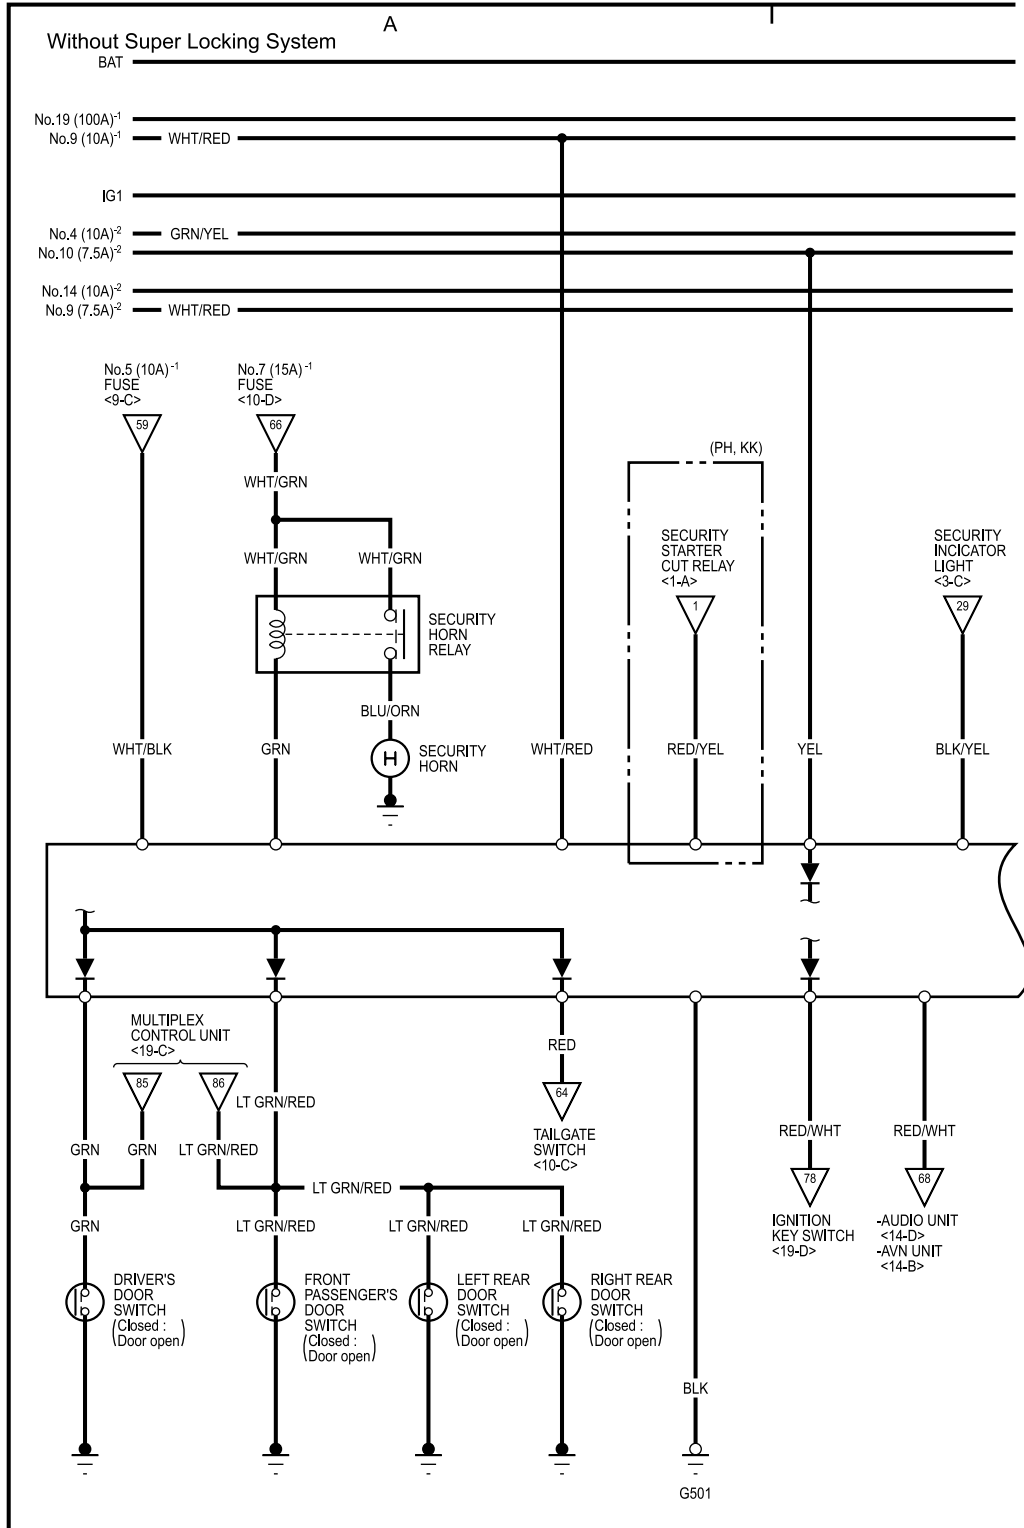 A
Without Super Locking System
BAT
No.19 (100A)-1
No.9 (10A)-1 WHT/RED
IG1
No.4 (10A)-2 GRN/YEL
No.10 (7.5A)-2
No.14 (10A)-2
No.9 (7.5A)-2 WHT/RED
No.5 (10A)-1
FUSE
<9-C>
59
No.7 (15A)-1
FUSE
<10-D>
66
WHT/GRN
WHT/GRN
WHT/GRN
SECURITY
HORN
RELAY
BLU/ORN
SECURITY
HORN
H
(PH, KK)
SECURITY
STARTER
CUT RELAY
<1-A>
1
SECURITY
INCICATOR
LIGHT
<3-C>
29
WHT/BLK
GRN
WHT/RED
RED/YEL
YEL
BLK/YEL
MULTIPLEX
CONTROL UNIT
<19-C>
85
86
LT GRN/RED
GRN
GRN
LT GRN/RED
LT GRN/RED
RED
64
TAILGATE
SWITCH
<10-C>
RED/WHT
78
IGNITION
KEY SWITCH
<19-D>
RED/WHT
68
-AUDIO UNIT
<14-D>
-AVN UNIT
<14-B>
GRN
LT GRN/RED
LT GRN/RED
LT GRN/RED
DRIVER'S
DOOR
SWITCH
(Closed :
Door open)
FRONT
PASSENGER'S
DOOR
SWITCH
(Closed :
Door open)
LEFT REAR
DOOR
SWITCH
(Closed :
Door open)
RIGHT REAR
DOOR
SWITCH
(Closed :
Door open)
BLK
G501